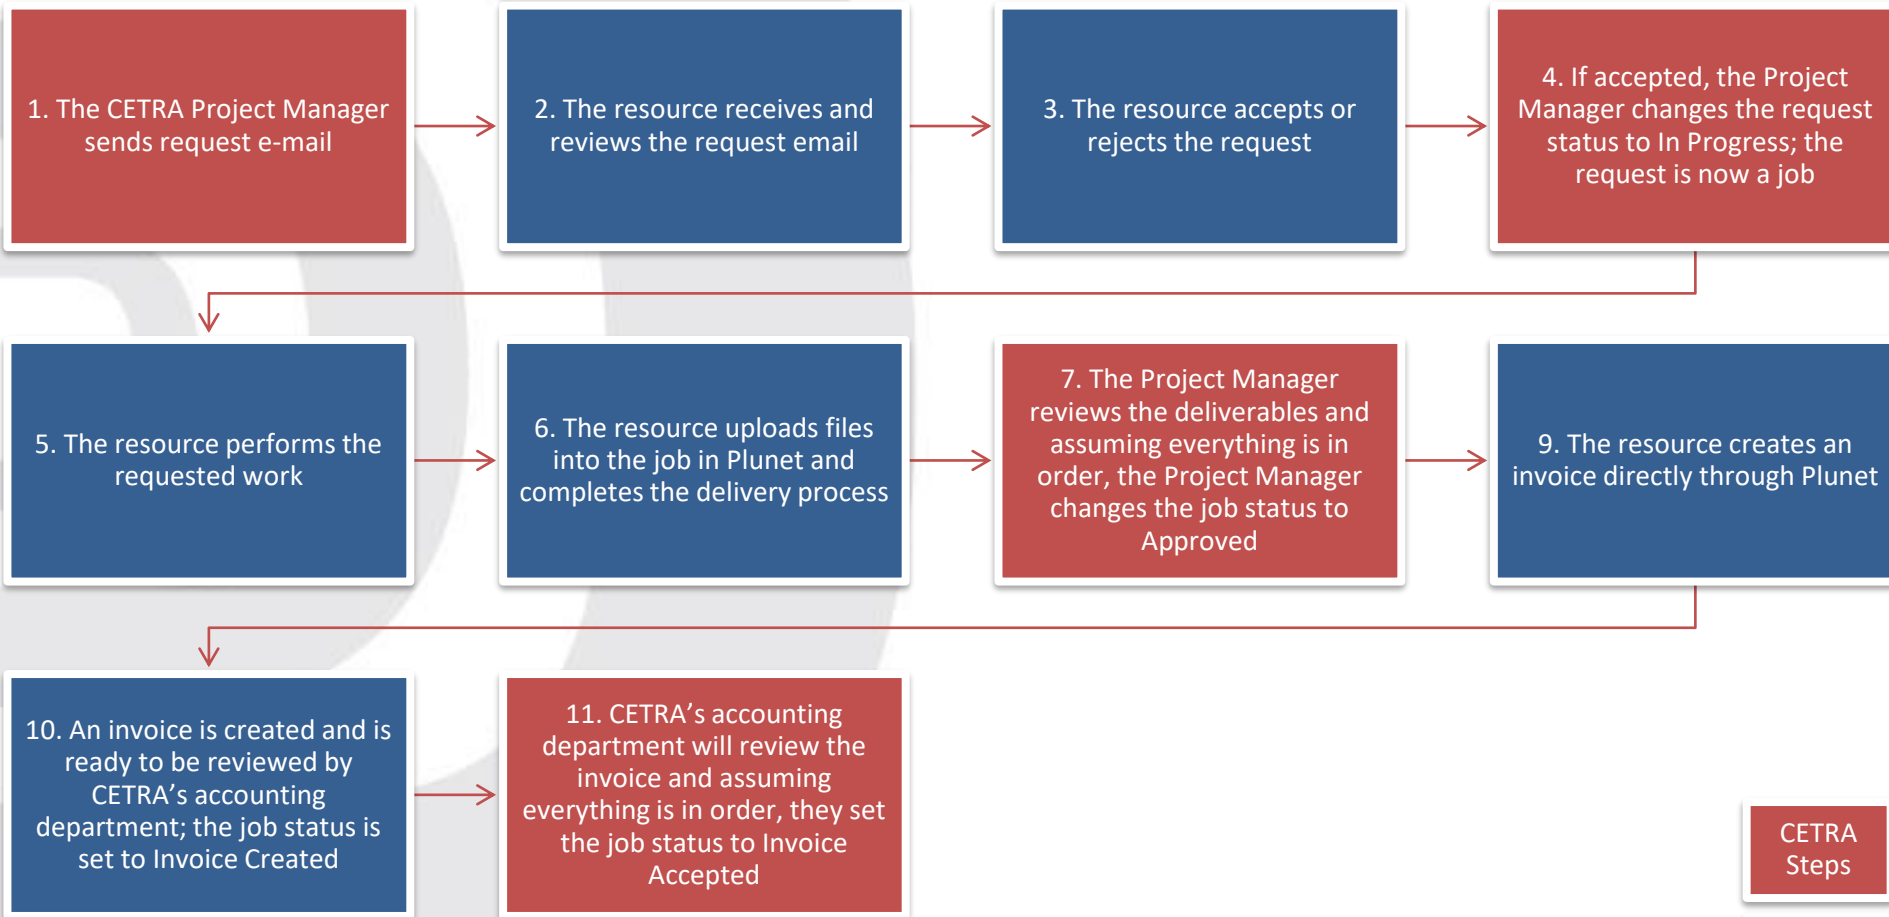 1. The CETRA Project Manager
sends request e-mail
2. The resource receives and
reviews the request email
3. The resource accepts or
rejects the request
4. If accepted, the Project
Manager changes the request
status to In Progress; the
request is now a job
5. The resource performs the
requested work
6. The resource uploads files
into the job in Plunet and
completes the delivery process
7. The Project Manager
reviews the deliverables and
assuming everything is in
order, the Project Manager
changes the job status to
Approved
9. The resource creates an
invoice directly through Plunet
10. An invoice is created and is
ready to be reviewed by
CETRA’s accounting
department; the job status is
set to Invoice Created
11. CETRA’s accounting
department will review the
invoice and assuming
everything is in order, they set
the job status to Invoice
Accepted
CETRA
Steps